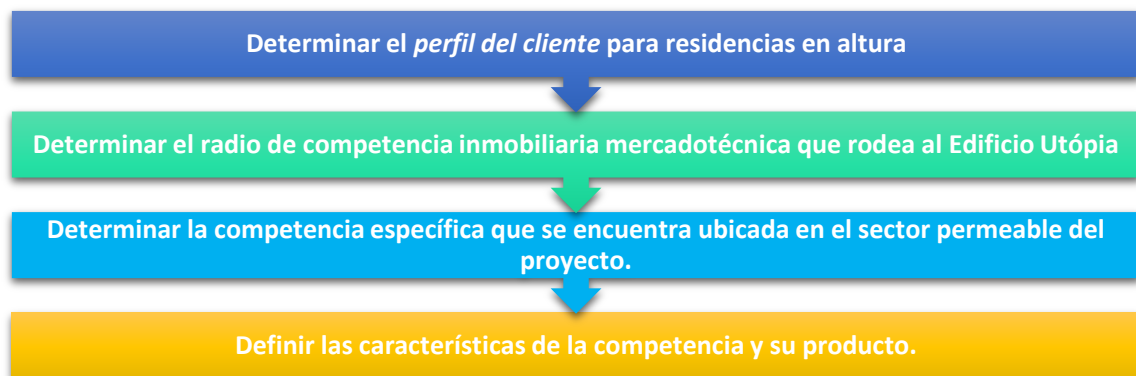 Determinar el perfil del cliente para residencias en altura
Determinar el radio de competencia inmobiliaria mercadotécnica que rodea al Edificio Utópia
Determinar la competencia específica que se encuentra ubicada en el sector permeable del
proyecto.
Definir las características de la competencia y su producto.